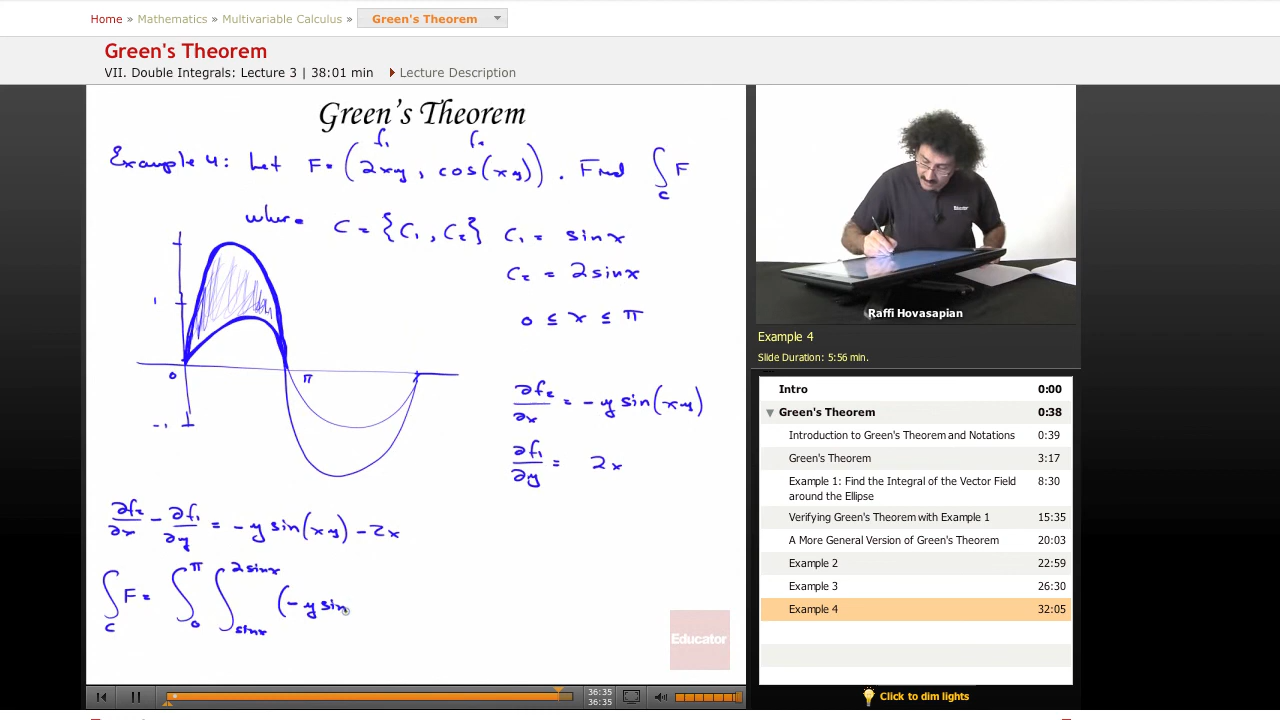 Home » Mathematics » Multivariable Calculus » Green's Theorem
Green's Theorem
VII. Double Integrals: Lecture 3 | 38:01 min Lecture Description
Green's Theorem
f₁ f₂
Example 4: Let F = (2xy, cos(xy)). Find ∫_C F
where C = {C₁, C₂} C₁ = sin x
C₂ = 2 sin x
0 ≤ x ≤ π
1
0 π
-1
∂f₂/∂x = -y sin(xy)
∂f₁/∂y = 2x
∂f₂/∂x - ∂f₁/∂y = -y sin(xy) - 2x
∫_C F = ∫_0^π ∫_sinx^2sinx (-y sin
Educator
Educator
Raffi Hovasapian
Example 4
Slide Duration: 5:56 min.
Intro 0:00
Green's Theorem 0:38
Introduction to Green's Theorem and Notations 0:39
Green's Theorem 3:17
Example 1: Find the Integral of the Vector Field
around the Ellipse 8:30
Verifying Green's Theorem with Example 1 15:35
A More General Version of Green's Theorem 20:03
Example 2 22:59
Example 3 26:30
Example 4 32:05
36:35
36:35
Click to dim lights